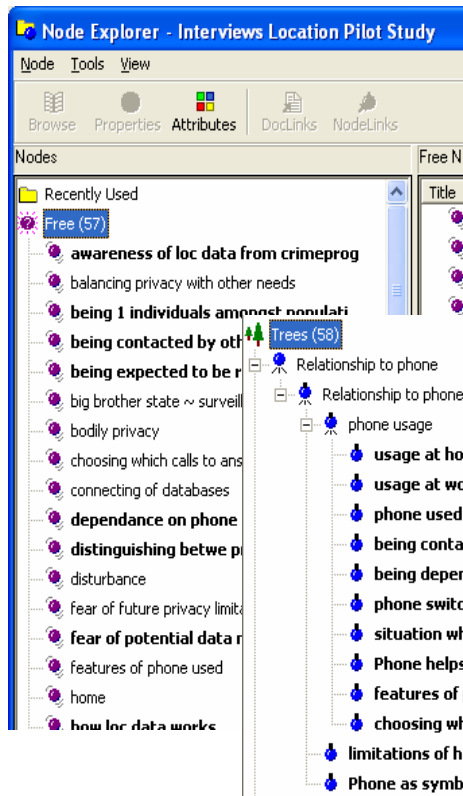 Node Explorer - Interviews Location Pilot Study
Node Tools View
Browse Properties Attributes DocLinks NodeLinks
Nodes
Free N
Title
Recently Used
Free (57)
awareness of loc data from crimeprog
balancing privacy with other needs
being 1 individuals amongst populati
being contacted by oth
being expected to be r
big brother state ~ surveill
bodily privacy
choosing which calls to ans
connecting of databases
dependance on phone
distinguishing betwe pr
disturbance
fear of future privacy limita
fear of potential data r
features of phone used
home
how loc data works
Trees (58)
Relationship to phone
Relationship to phone
phone usage
usage at ho
usage at wo
phone used
being conta
being deper
phone switc
situation wh
Phone helps
features of
choosing wh
limitations of h
Phone as symb